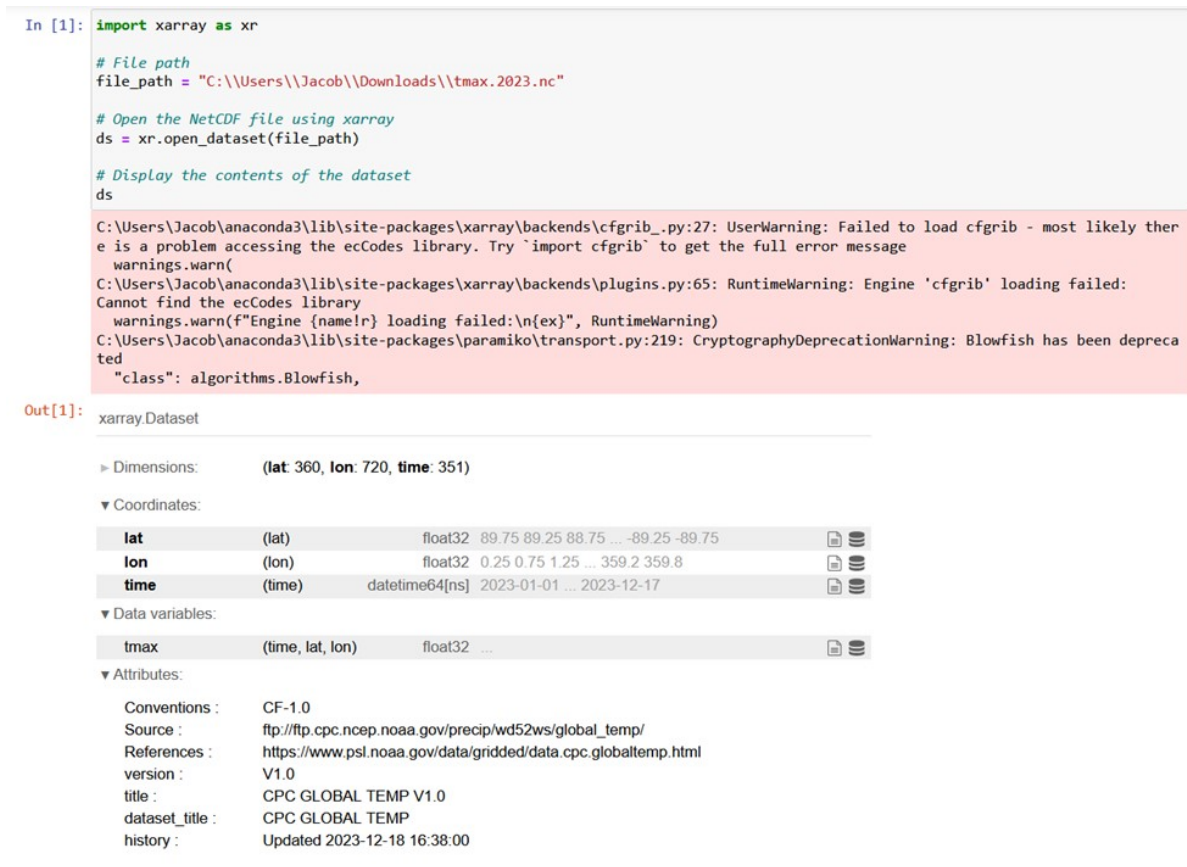 In [1]: import xarray as xr
# File path
file_path = "C:\\Users\\Jacob\\Downloads\\tmax.2023.nc"
# Open the NetCDF file using xarray
ds = xr.open_dataset(file_path)
# Display the contents of the dataset
ds
C:\Users\Jacob\anaconda3\lib\site-packages\xarray\backends\cfgrib_.py:27: UserWarning: Failed to load cfgrib - most likely ther
e is a problem accessing the ecCodes library. Try `import cfgrib` to get the full error message
  warnings.warn(
C:\Users\Jacob\anaconda3\lib\site-packages\xarray\backends\plugins.py:65: RuntimeWarning: Engine 'cfgrib' loading failed:
Cannot find the ecCodes library
  warnings.warn(f"Engine {name!r} loading failed:\n{ex}", RuntimeWarning)
C:\Users\Jacob\anaconda3\lib\site-packages\paramiko\transport.py:219: CryptographyDeprecationWarning: Blowfish has been depreca
ted
  "class": algorithms.Blowfish,
Out[1]: xarray.Dataset
► Dimensions: (lat: 360, lon: 720, time: 351)
▼ Coordinates:
lat (lat) float32 89.75 89.25 88.75 ... -89.25 -89.75
lon (lon) float32 0.25 0.75 1.25 ... 359.2 359.8
time (time) datetime64[ns] 2023-01-01 ... 2023-12-17
▼ Data variables:
tmax (time, lat, lon) float32 ...
▼ Attributes:
Conventions : CF-1.0
Source : ftp://ftp.cpc.ncep.noaa.gov/precip/wd52ws/global_temp/
References : https://www.psl.noaa.gov/data/gridded/data.cpc.globaltemp.html
version : V1.0
title : CPC GLOBAL TEMP V1.0
dataset_title : CPC GLOBAL TEMP
history : Updated 2023-12-18 16:38:00